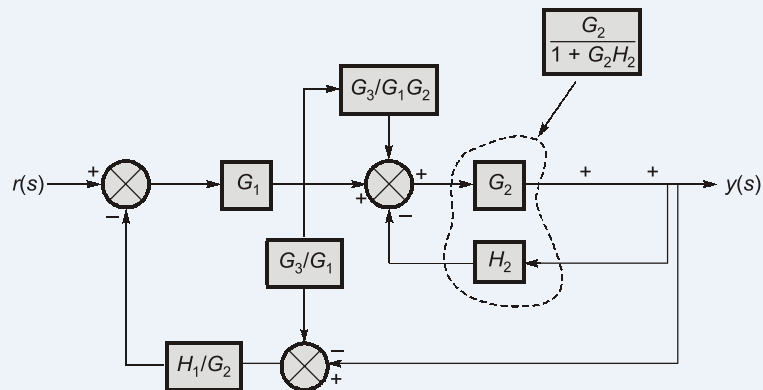 G₂
1 + G₂H₂
G₃/G₁G₂
r(s) + − G₁ + + − G₂ + + y(s)
G₃/G₁
H₂
H₁/G₂ − +